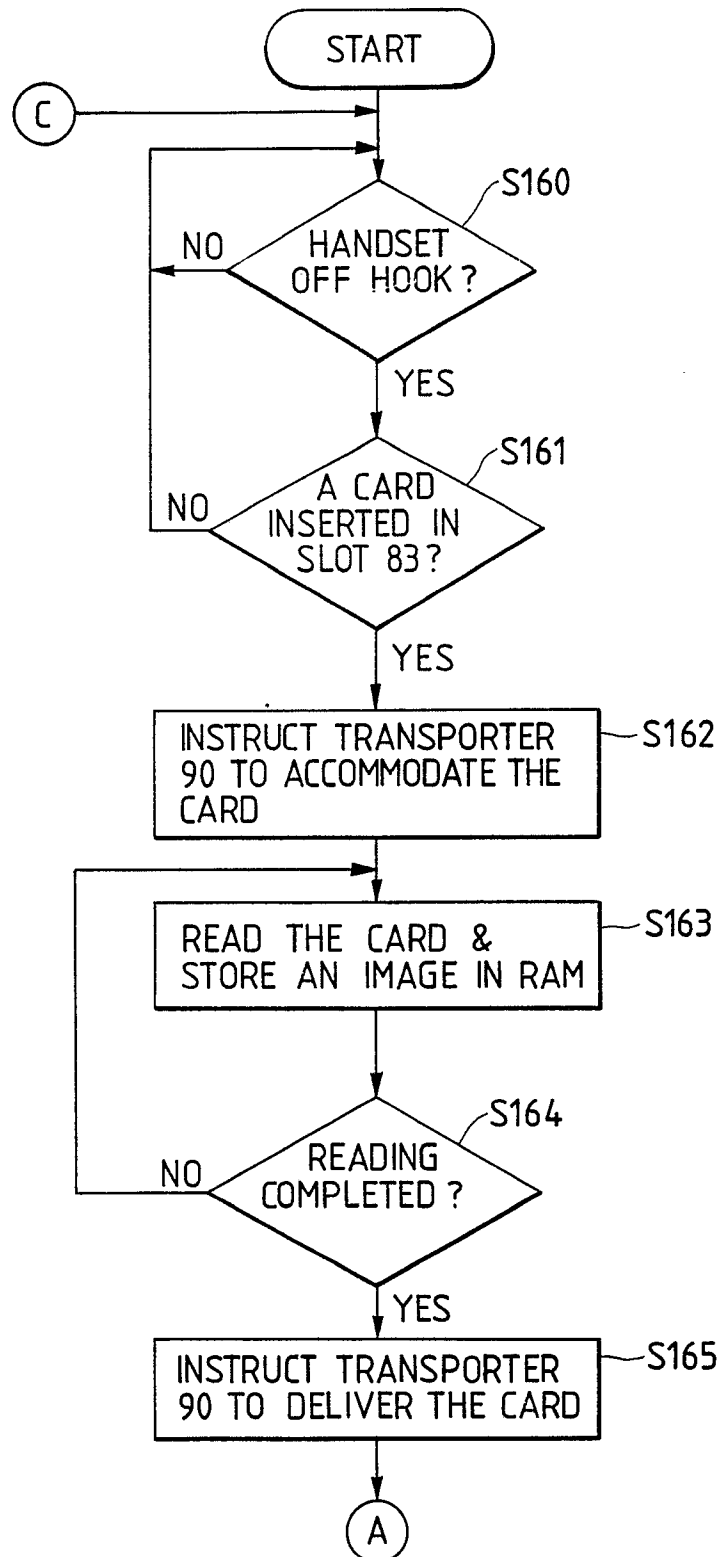 START
C
S160
HANDSET
OFF HOOK?
NO
YES
S161
A CARD
INSERTED IN
SLOT 83?
NO
YES
INSTRUCT TRANSPORTER
90 TO ACCOMMODATE THE
CARD
S162
READ THE CARD &
STORE AN IMAGE IN RAM
S163
S164
READING
COMPLETED?
NO
YES
INSTRUCT TRANSPORTER
90 TO DELIVER THE CARD
S165
A